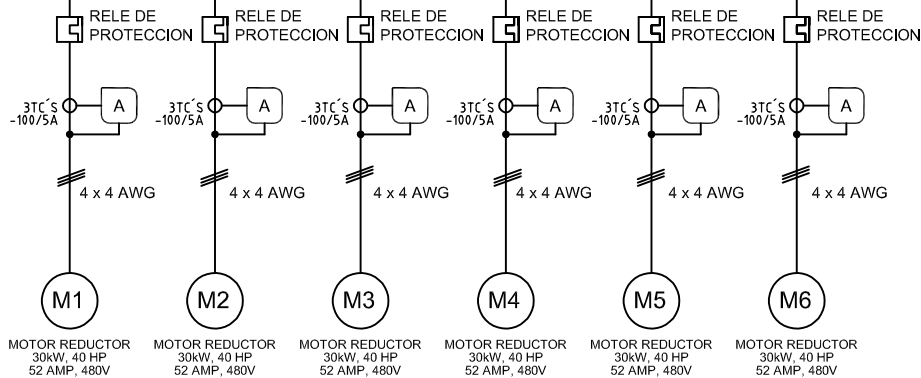 RELE DE
PROTECCION
RELE DE
PROTECCION
RELE DE
PROTECCION
RELE DE
PROTECCION
RELE DE
PROTECCION
RELE DE
PROTECCION
3TC´S
-100/5A
A
3TC´S
-100/5A
A
3TC´S
-100/5A
A
3TC´S
-100/5A
A
3TC´S
-100/5A
A
3TC´S
-100/5A
A
4 x 4 AWG
4 x 4 AWG
4 x 4 AWG
4 x 4 AWG
4 x 4 AWG
4 x 4 AWG
M1
M2
M3
M4
M5
M6
MOTOR REDUCTOR
30kW, 40 HP
52 AMP, 480V
MOTOR REDUCTOR
30kW, 40 HP
52 AMP, 480V
MOTOR REDUCTOR
30kW, 40 HP
52 AMP, 480V
MOTOR REDUCTOR
30kW, 40 HP
52 AMP, 480V
MOTOR REDUCTOR
30kW, 40 HP
52 AMP, 480V
MOTOR REDUCTOR
30kW, 40 HP
52 AMP, 480V